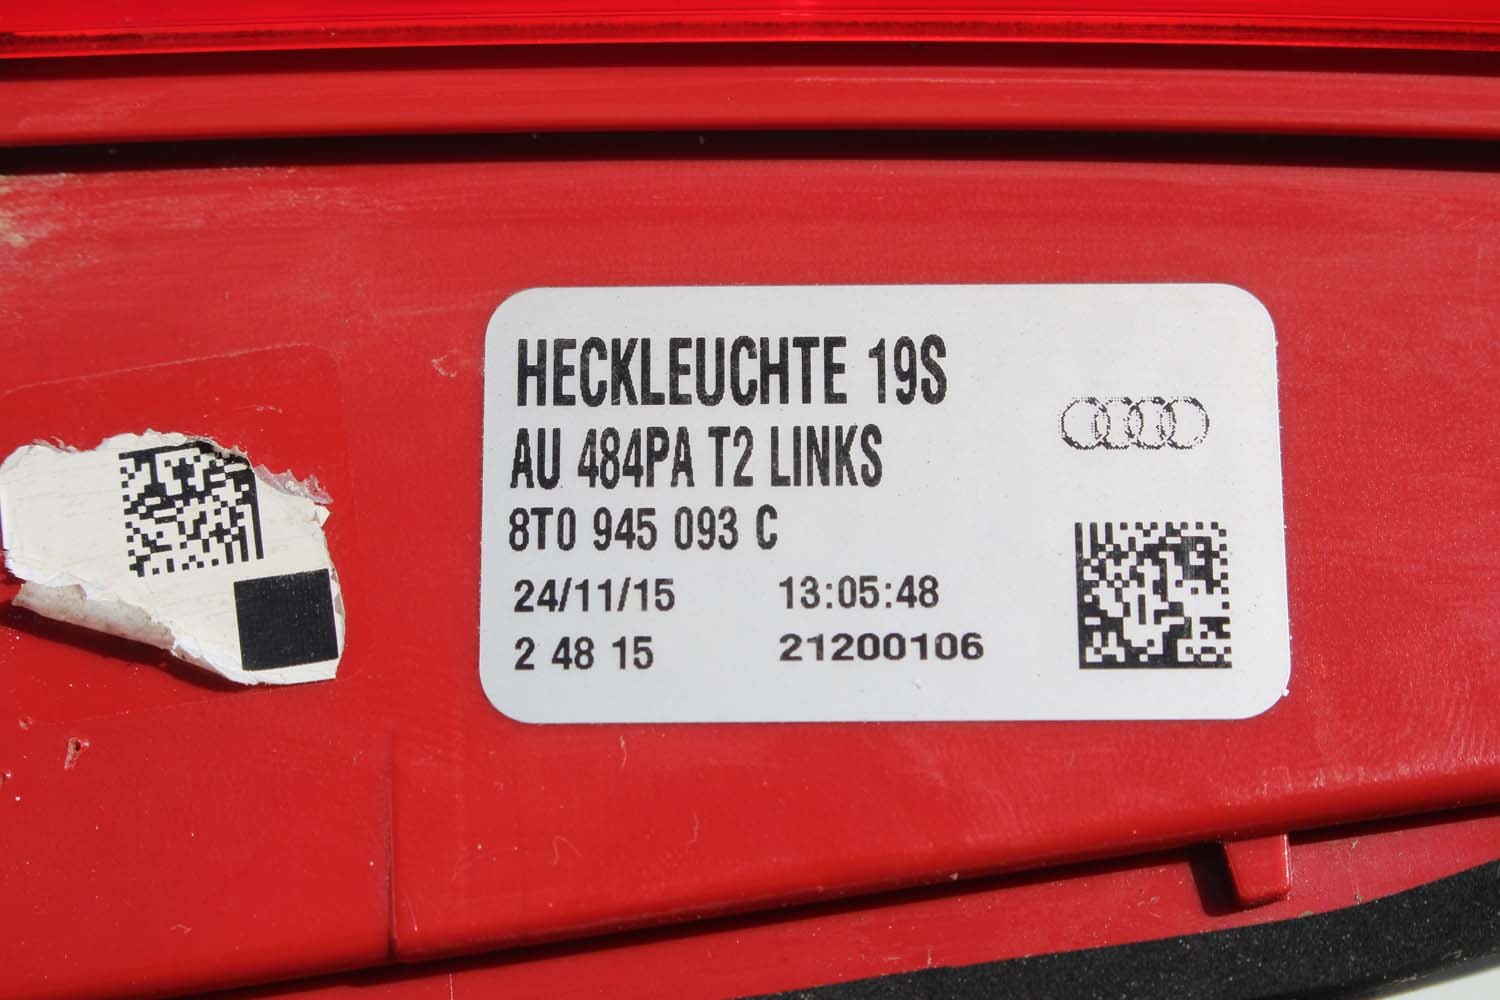 HECKLEUCHTE 19S
AU 484PA T2 LINKS
8T0 945 093 C
24/11/15 13:05:48
2 48 15 21200106